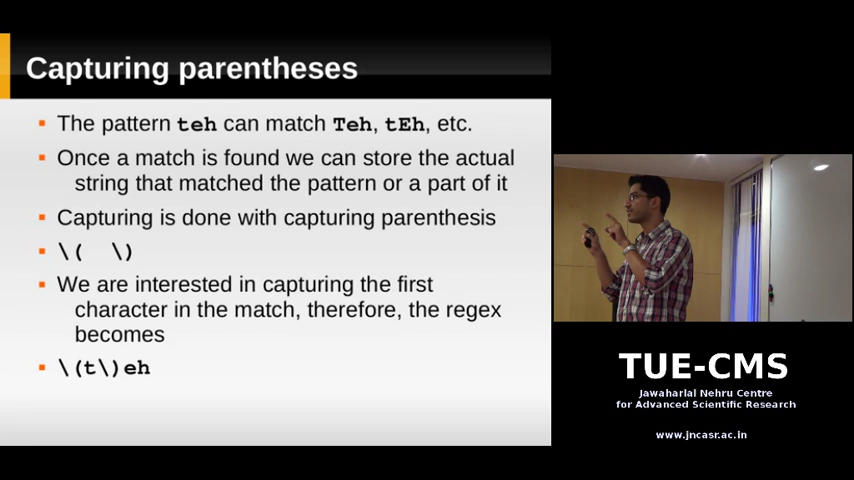 Capturing parentheses
The pattern teh can match Teh, tEh, etc.
Once a match is found we can store the actual
string that matched the pattern or a part of it
Capturing is done with capturing parenthesis
\( \)
We are interested in capturing the first
character in the match, therefore, the regex
becomes
\(t\)eh
TUE-CMS
Jawaharlal Nehru Centre
for Advanced Scientific Research
www.jncasr.ac.in